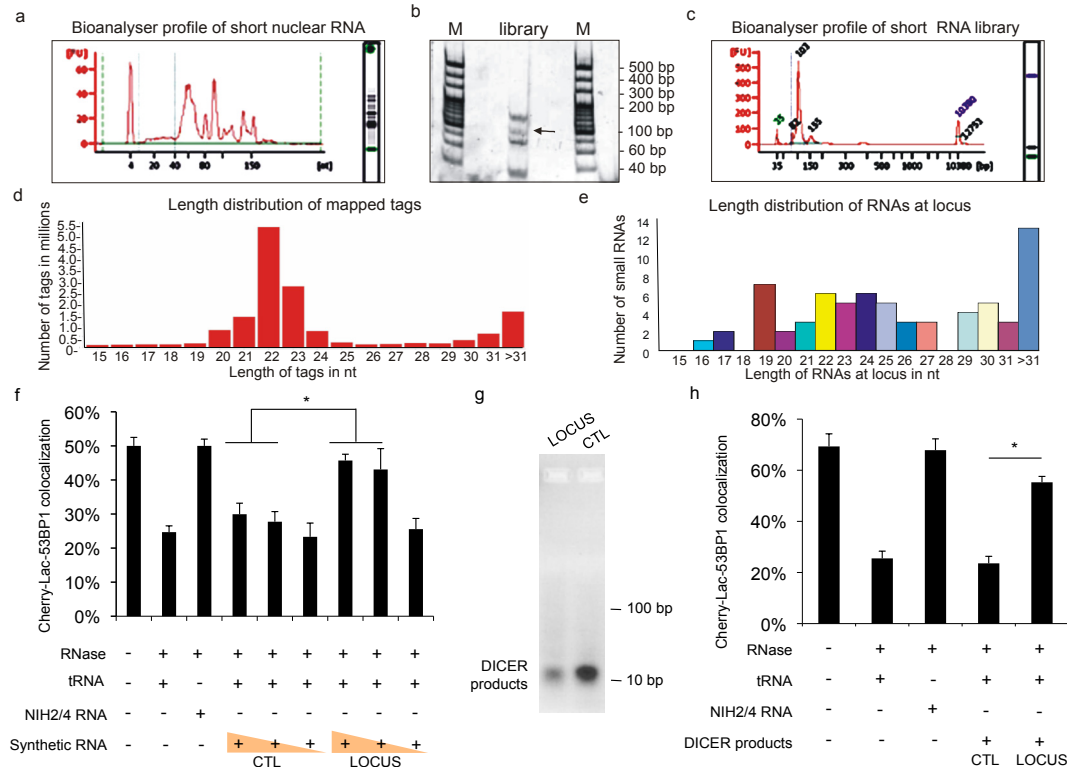 a
Bioanalyser profile of short nuclear RNA
[FU]
60
40
20
0
4 20 40 80 150 [nt]
b
M library M
500 bp
400 bp
300 bp
200 bp
100 bp
60 bp
40 bp
c
Bioanalyser profile of short RNA library
[FU]
500
400
300
200
100
0
103
155
10380
15 150 300 500 1000 10380 [bp]
d
Length distribution of mapped tags
Number of tags in millions
5.5-
5-
4.5-
4-
3.5-
3-
2.5-
2.0-
1.5-
1.0-
0.5-
0-
15 16 17 18 19 20 21 22 23 24 25 26 27 28 29 30 31 >31
Length of tags in nt
e
Length distribution of RNAs at locus
Number of small RNAs
14
12
10
8
6
4
2
0
15 16 17 18 19 20 21 22 23 24 25 26 27 28 29 30 31 >31
Length of RNAs at locus in nt
f
Cherry-Lac-53BP1 colocalization
60%
50%
40%
30%
20%
10%
0%
*
RNase - + + + + + + + +
tRNA - + - + + + + + +
NIH2/4 RNA - - + - - - - - -
Synthetic RNA - - - + + + + + +
CTL LOCUS
g
LOCUS CTL
100 bp
DICER
products
10 bp
h
Cherry-Lac-53BP1 colocalization
80%
60%
40%
20%
0%
*
RNase - + + + +
tRNA - + - + +
NIH2/4 RNA - - + - -
DICER products - - - + +
CTL LOCUS